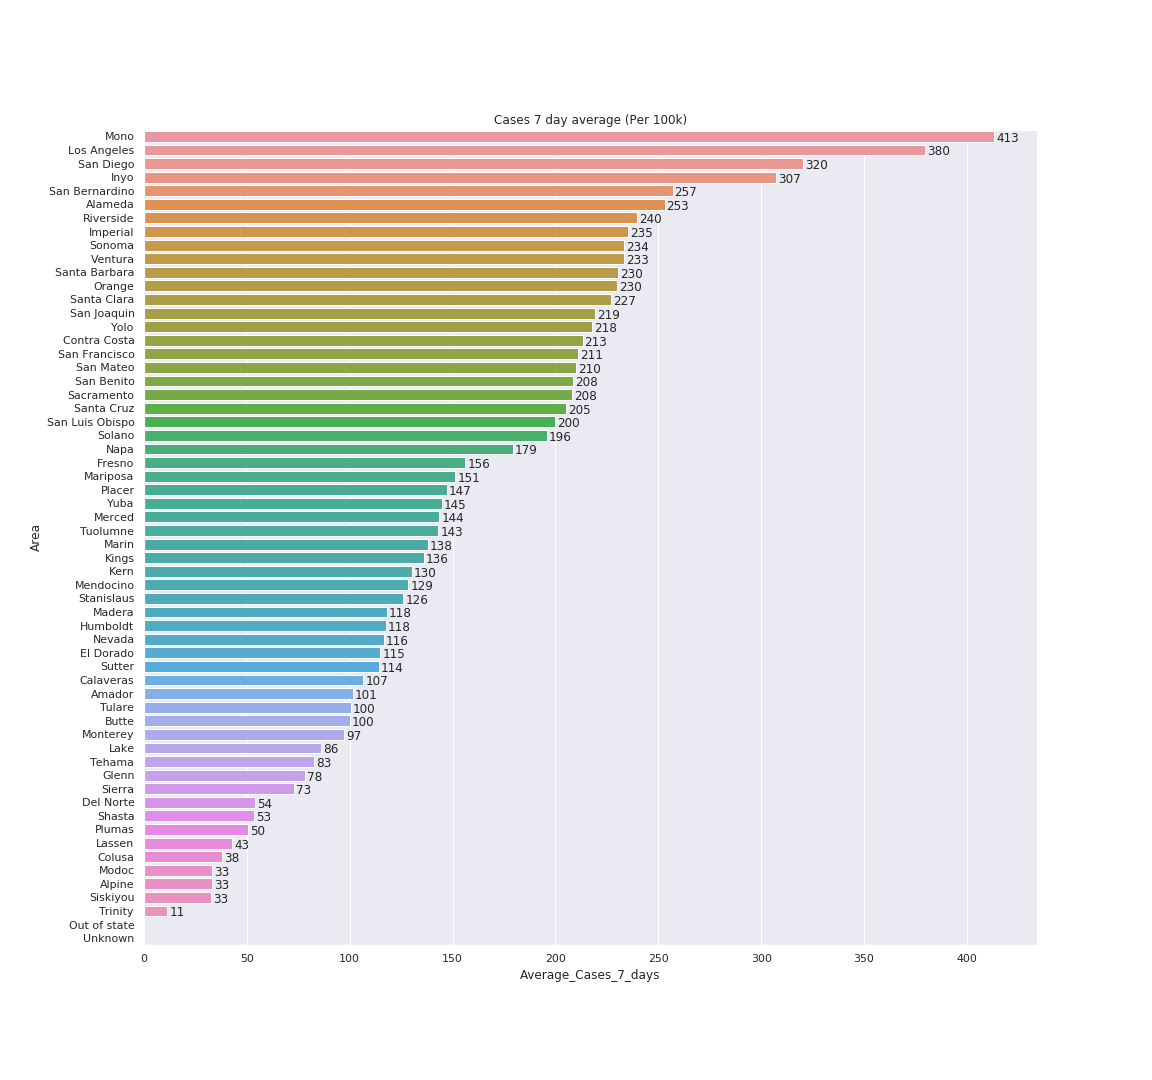 Cases 7 day average (Per 100k)
Mono 413
Los Angeles 380
San Diego 320
Inyo 307
San Bernardino 257
Alameda 253
Riverside 240
Imperial 235
Sonoma 234
Ventura 233
Santa Barbara 230
Orange 230
Santa Clara 227
San Joaquin 219
Yolo 218
Contra Costa 213
San Francisco 211
San Mateo 210
San Benito 208
Sacramento 208
Santa Cruz 205
San Luis Obispo 200
Solano 196
Napa 179
Fresno 156
Mariposa 151
Placer 147
Yuba 145
Merced 144
Tuolumne 143
Marin 138
Kings 136
Kern 130
Mendocino 129
Stanislaus 126
Madera 118
Humboldt 118
Nevada 116
El Dorado 115
Sutter 114
Calaveras 107
Amador 101
Tulare 100
Butte 100
Monterey 97
Lake 86
Tehama 83
Glenn 78
Sierra 73
Del Norte 54
Shasta 53
Plumas 50
Lassen 43
Colusa 38
Modoc 33
Alpine 33
Siskiyou 33
Trinity 11
Out of state
Unknown
Area
0 50 100 150 200 250 300 350 400
Average_Cases_7_days